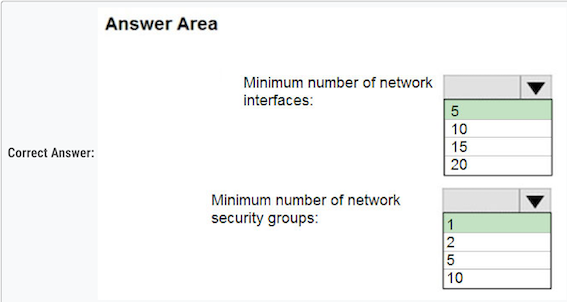 Answer Area
Minimum number of network
interfaces:
5
10
15
20
Correct Answer:
Minimum number of network
security groups:
1
2
5
10